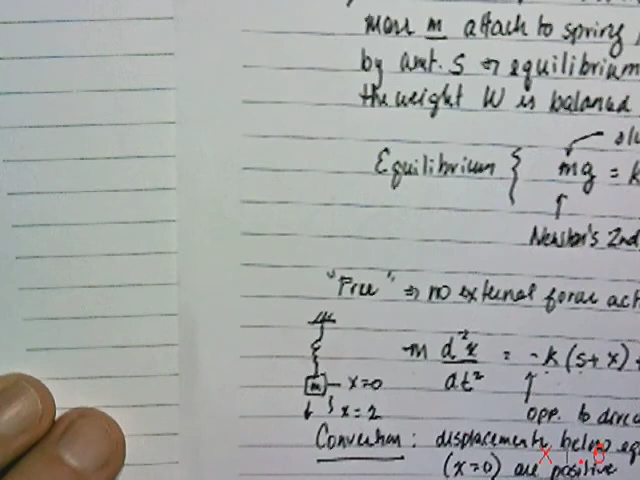 mass m attach to spring
by amt. S ⇒ equilibrium
the weight W is balanced
Equilibrium { mg = k
Newton's 2nd
"Free" ⇒ no external force act
m d²x/dt² = -k(s+x) +
m x=0
x=2
opp. to direc
Convention: displacements below eq
(x=0) are positive